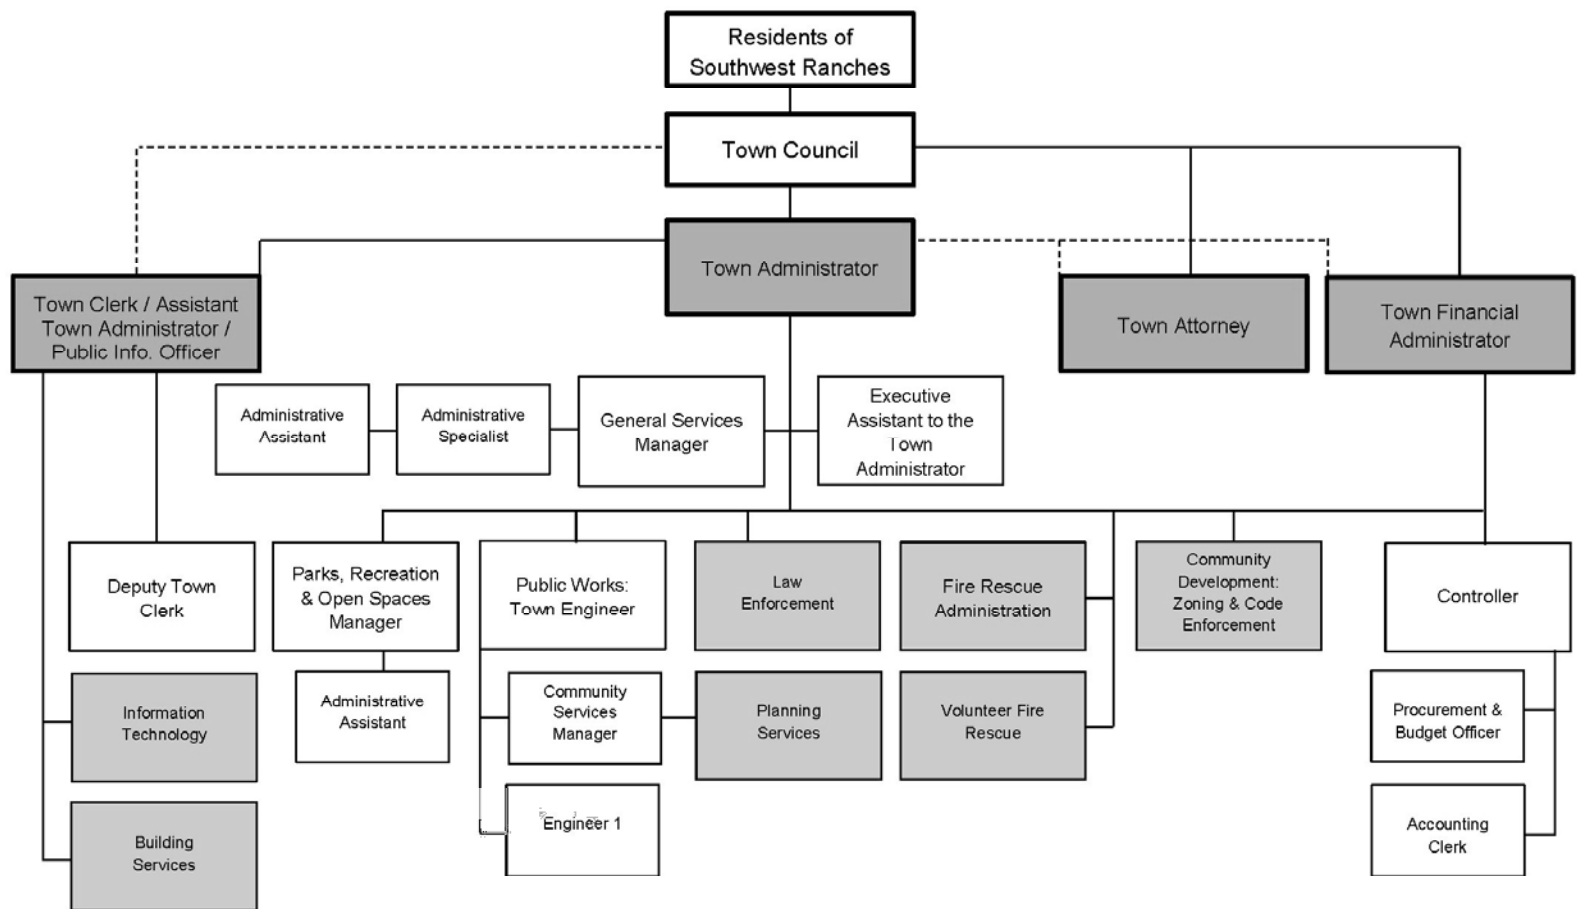 Residents of
Southwest Ranches
Town Council
Town Administrator
Town Clerk / Assistant
Town Administrator /
Public Info. Officer
Town Attorney
Town Financial
Administrator
Administrative
Assistant
Administrative
Specialist
General Services
Manager
Executive
Assistant to the
Town
Administrator
Deputy Town
Clerk
Parks, Recreation
& Open Spaces
Manager
Public Works:
Town Engineer
Law
Enforcement
Fire Rescue
Administration
Community
Development:
Zoning & Code
Enforcement
Controller
Information
Technology
Administrative
Assistant
Community
Services
Manager
Planning
Services
Volunteer Fire
Rescue
Procurement &
Budget Officer
Building
Services
Engineer 1
Accounting
Clerk